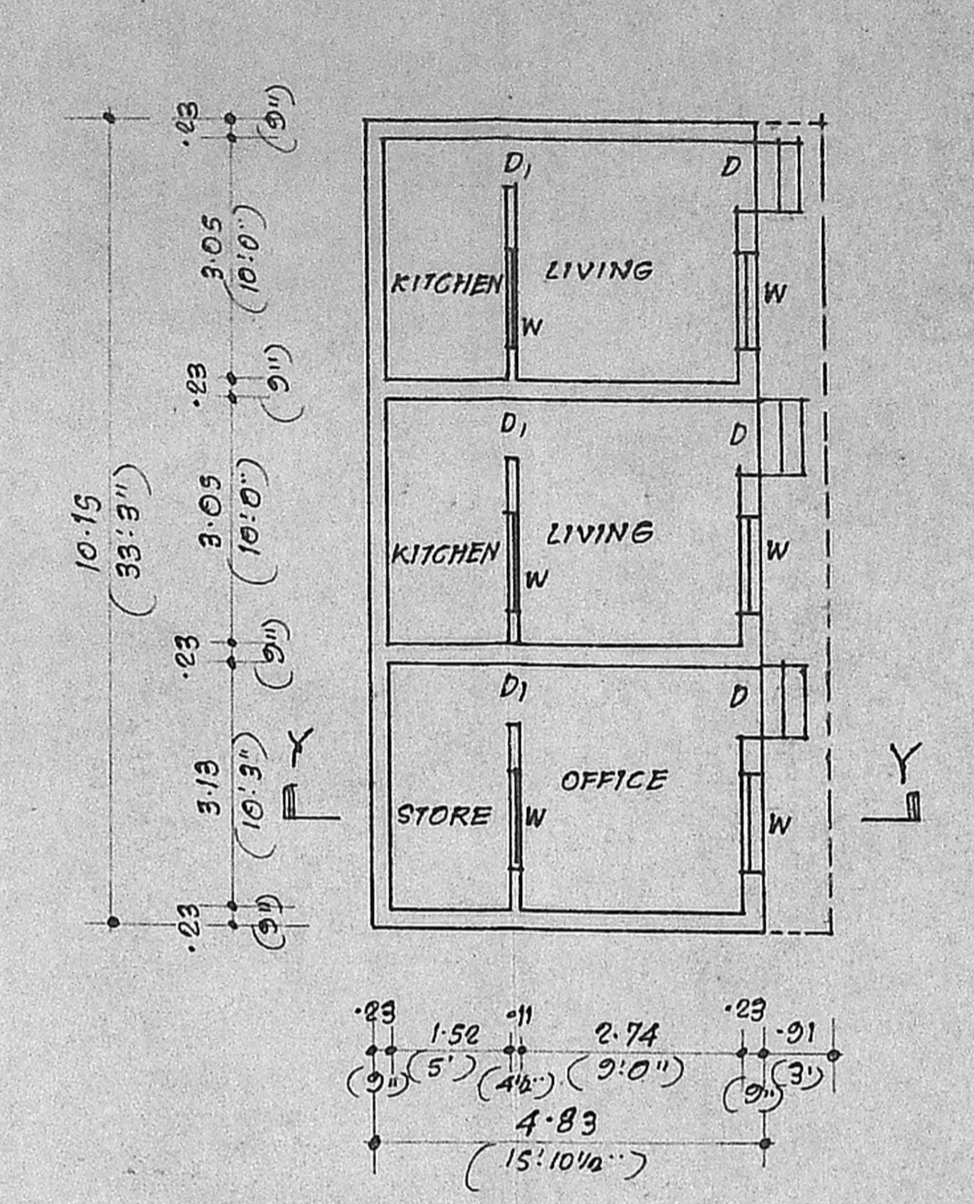 .23
(9")
D1
D
3.05
(10'.0")
KITCHEN
LIVING
W
W
.23
(9")
D1
D
10.15
(33'.3")
3.05
(10'.0")
KITCHEN
LIVING
W
W
.23
(9")
D1
D
3.13
(10'.3")
Y
Y
STORE
OFFICE
W
W
.23
(9")
.23
.11
.23
1.52
2.74
.91
(9")
(5')
(4½")
(9'.0")
(9")
(3')
4.83
(15'.10½")